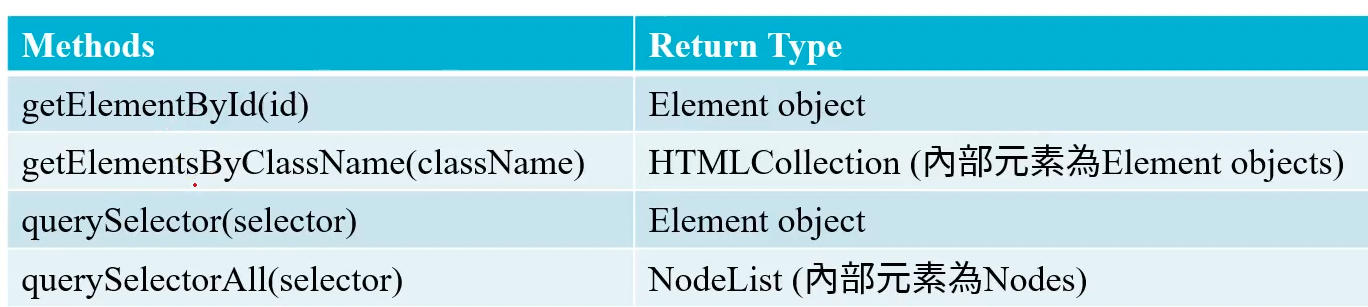 Methods Return Type
getElementById(id) Element object
getElementsByClassName(className) HTMLCollection (內部元素為Element objects)
querySelector(selector) Element object
querySelectorAll(selector) NodeList (內部元素為Nodes)